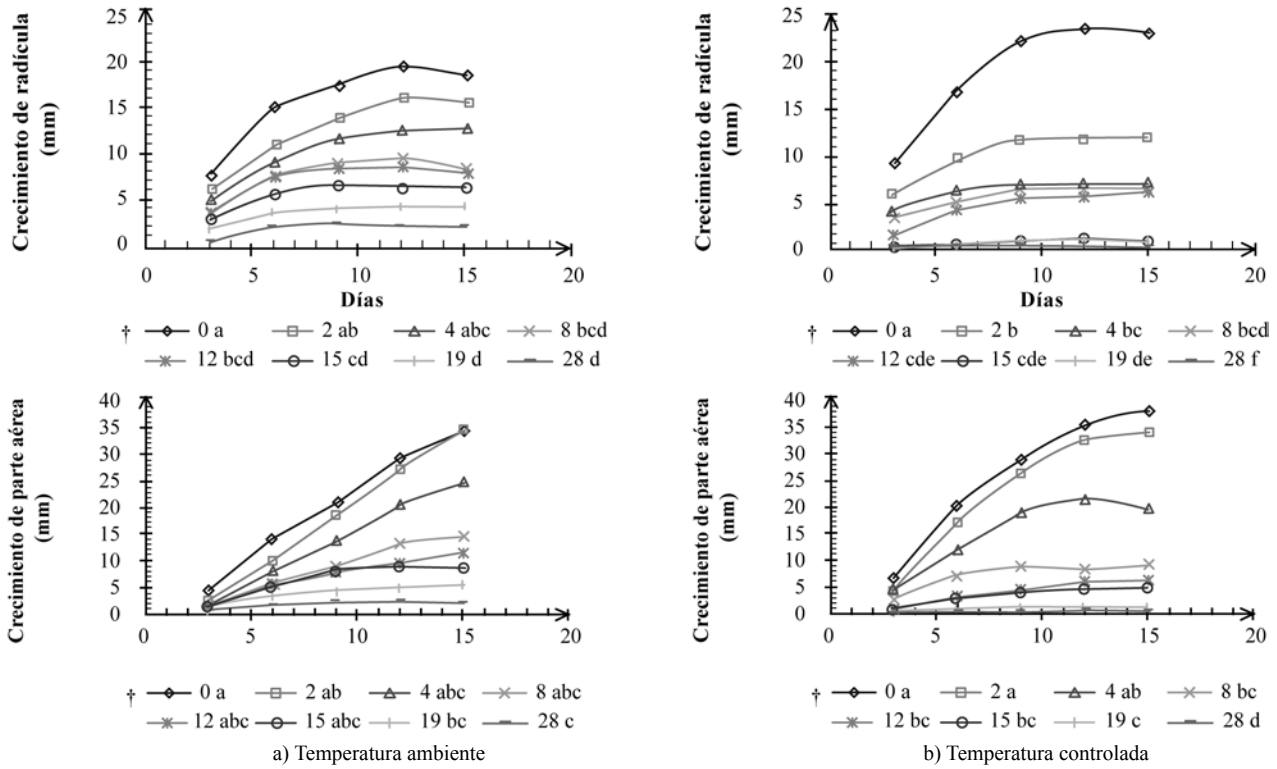 Crecimiento de radícula
(mm)
25
20
15
10
5
0
0 5 10 15 20
Días
† 0 a 2 ab 4 abc 8 bcd
12 bcd 15 cd 19 d 28 d
Crecimiento de radícula
(mm)
25
20
15
10
5
0
0 5 10 15 20
Días
† 0 a 2 b 4 bc 8 bcd
12 cde 15 cde 19 de 28 f
Crecimiento de parte aérea
(mm)
40
35
30
25
20
15
10
5
0
0 5 10 15 20
† 0 a 2 ab 4 abc 8 abc
12 abc 15 abc 19 bc 28 c
a) Temperatura ambiente
Crecimiento de parte aérea
(mm)
40
35
30
25
20
15
10
5
0
0 5 10 15 20
† 0 a 2 a 4 ab 8 bc
12 bc 15 bc 19 c 28 d
b) Temperatura controlada